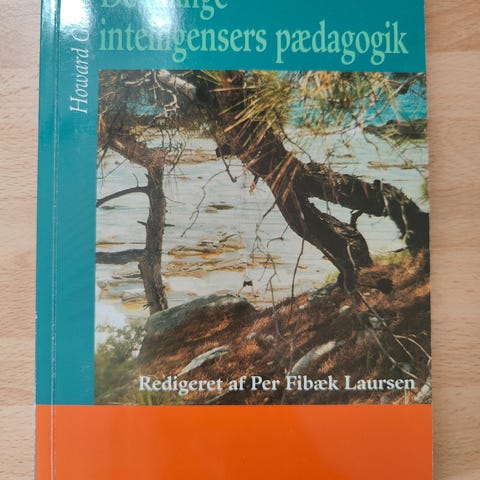 Howard
intelligensers pædagogik
Redigeret af Per Fibæk Laursen